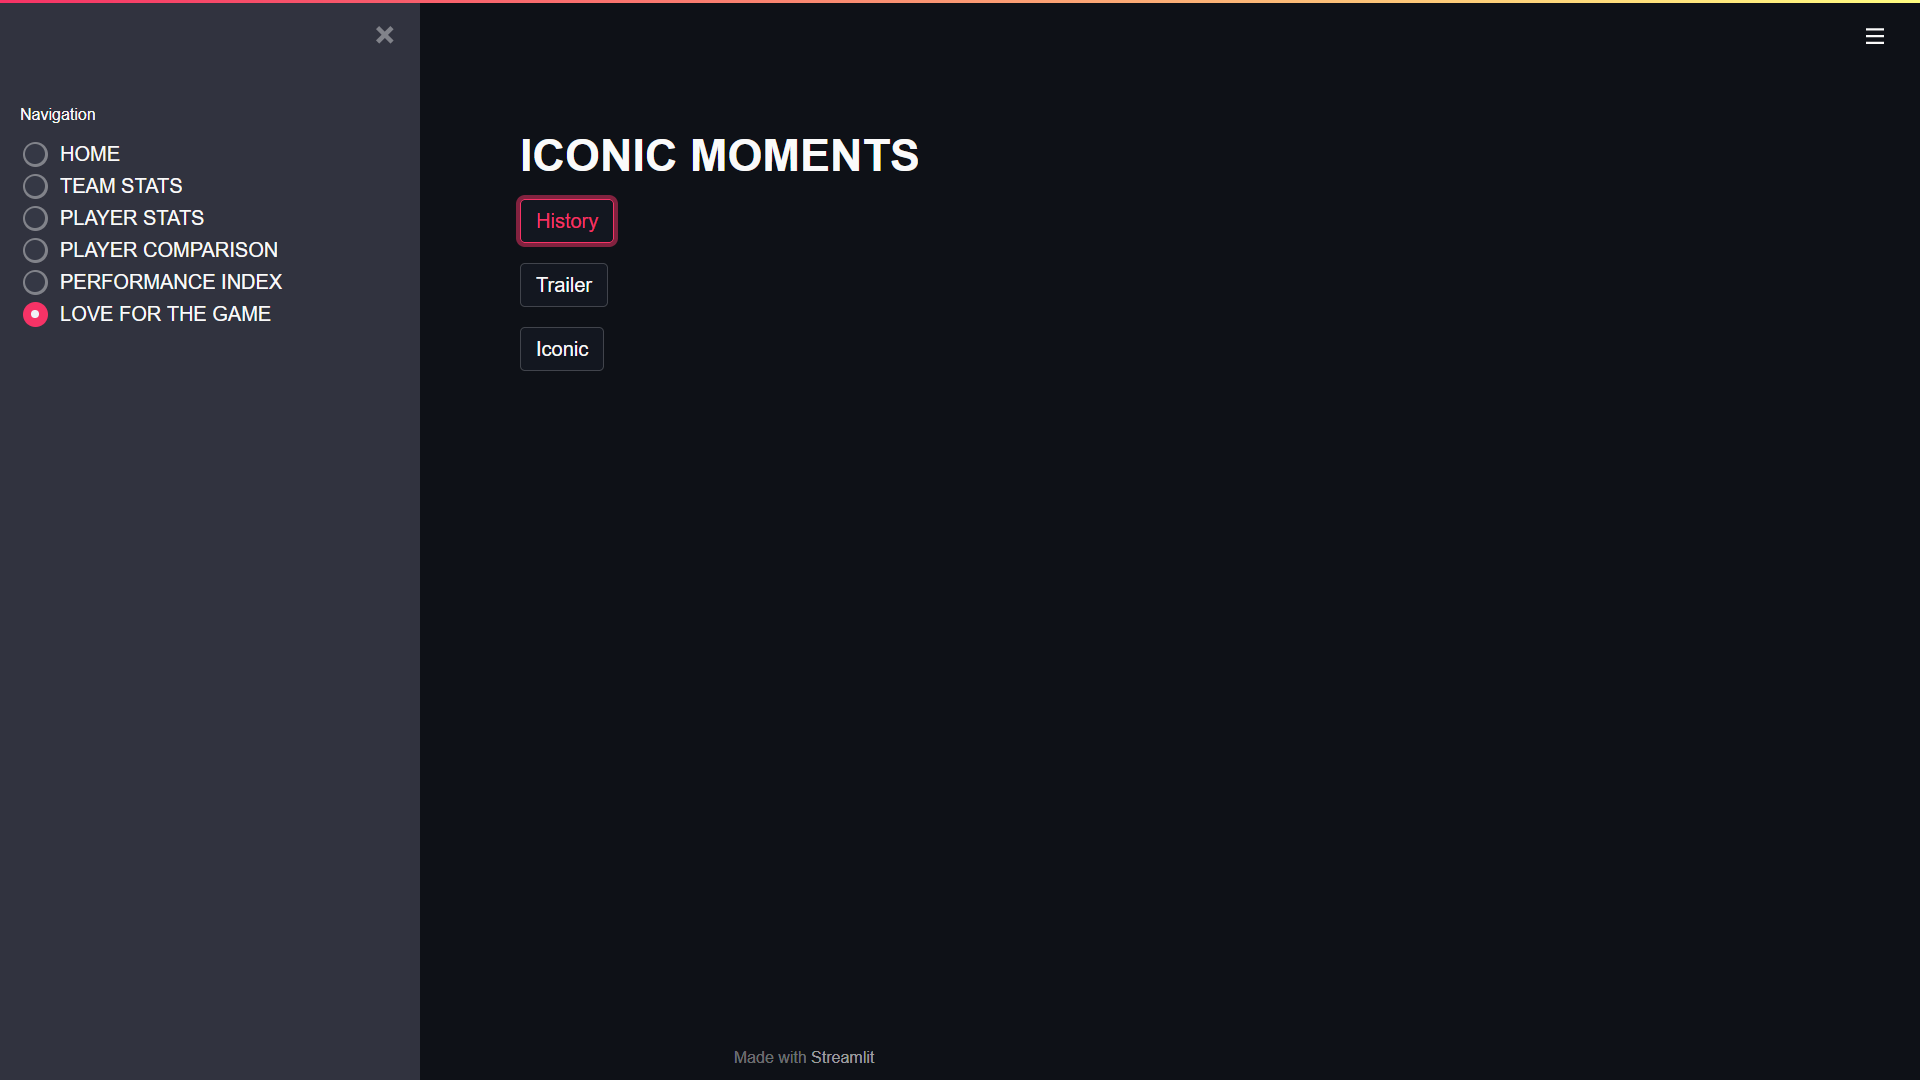 Navigation
HOME
TEAM STATS
PLAYER STATS
PLAYER COMPARISON
PERFORMANCE INDEX
LOVE FOR THE GAME
ICONIC MOMENTS
History
Trailer
Iconic
Made with Streamlit